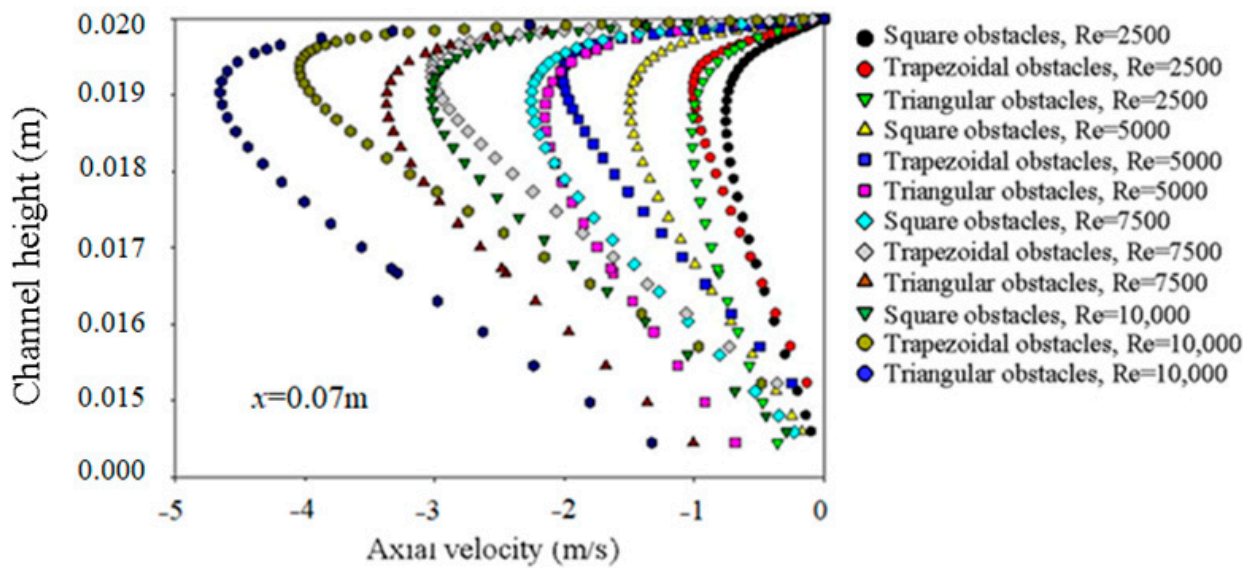 0.020
0.019
0.018
0.017
0.016
0.015
0.000
Channel height (m)
x=0.07m
-5 -4 -3 -2 -1 0
Axial velocity (m/s)
Square obstacles, Re=2500
Trapezoidal obstacles, Re=2500
Triangular obstacles, Re=2500
Square obstacles, Re=5000
Trapezoidal obstacles, Re=5000
Triangular obstacles, Re=5000
Square obstacles, Re=7500
Trapezoidal obstacles, Re=7500
Triangular obstacles, Re=7500
Square obstacles, Re=10,000
Trapezoidal obstacles, Re=10,000
Triangular obstacles, Re=10,000